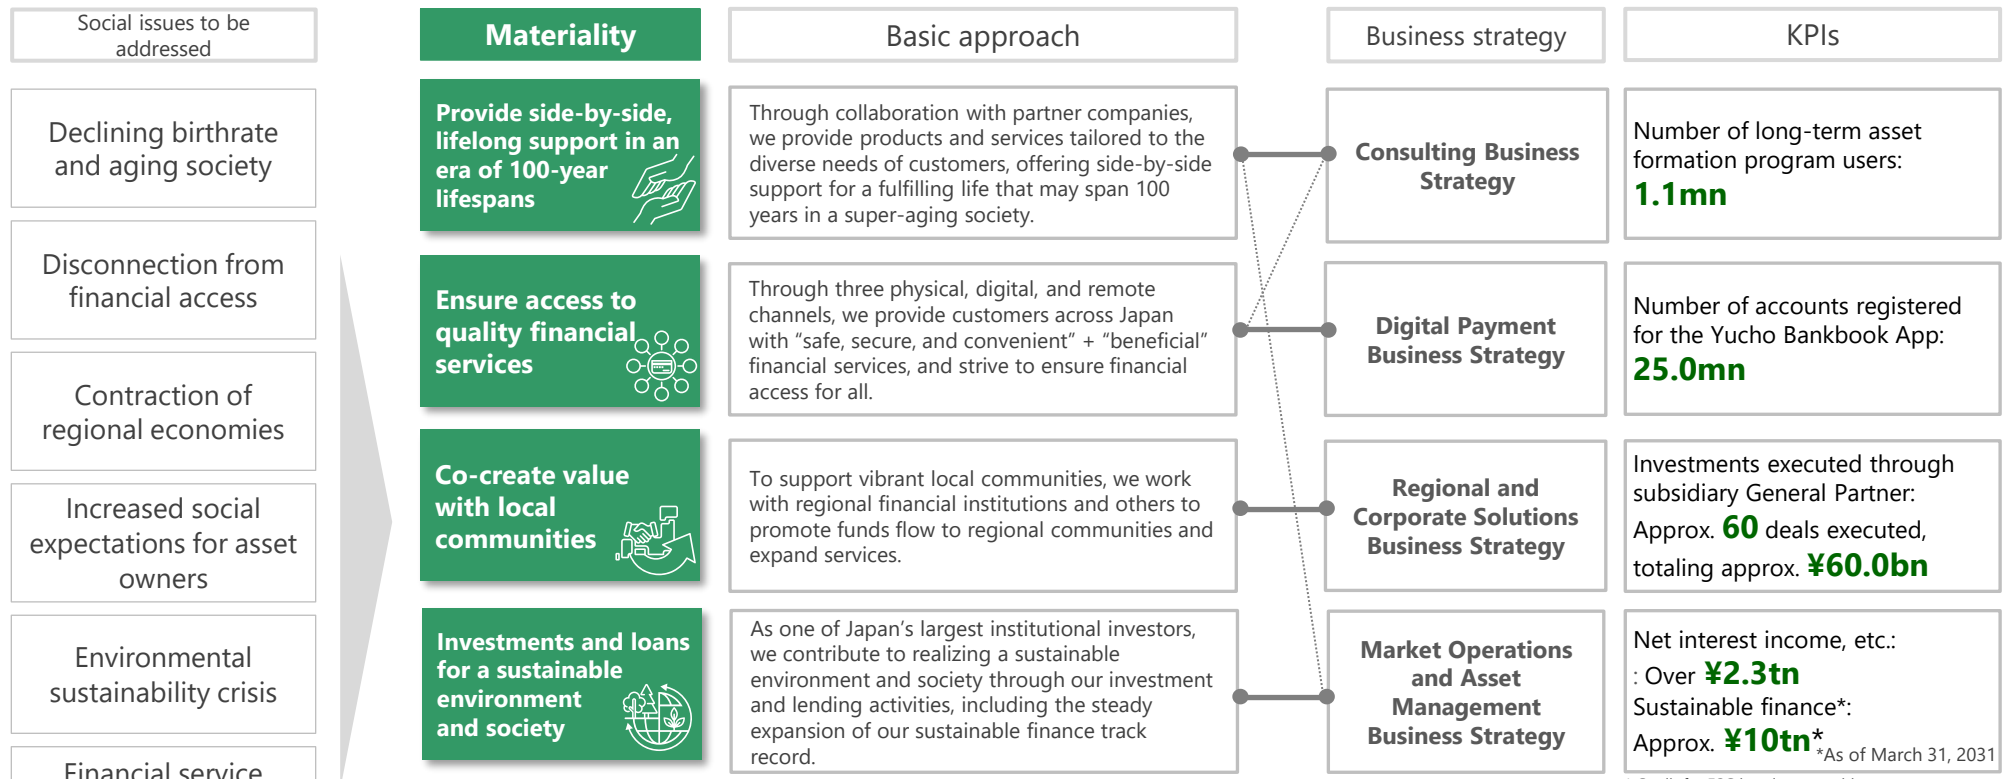 Social issues to be
addressed
Materiality
Basic approach
Business strategy
KPIs
Declining birthrate
and aging society
Disconnection from
financial access
Contraction of
regional economies
Increased social
expectations for asset
owners
Environmental
sustainability crisis
Financial service
Provide side-by-side,
lifelong support in an
era of 100-year
lifespans
Through collaboration with partner companies,
we provide products and services tailored to the
diverse needs of customers, offering side-by-side
support for a fulfilling life that may span 100
years in a super-aging society.
Consulting Business
Strategy
Number of long-term asset
formation program users:
1.1mn
Ensure access to
quality financial
services
Through three physical, digital, and remote
channels, we provide customers across Japan
with “safe, secure, and convenient” + “beneficial”
financial services, and strive to ensure financial
access for all.
Digital Payment
Business Strategy
Number of accounts registered
for the Yucho Bankbook App:
25.0mn
Co-create value
with local
communities
To support vibrant local communities, we work
with regional financial institutions and others to
promote funds flow to regional communities and
expand services.
Regional and
Corporate Solutions
Business Strategy
Investments executed through
subsidiary General Partner:
Approx. 60 deals executed,
totaling approx. ¥60.0bn
Investments and loans
for a sustainable
environment
and society
As one of Japan’s largest institutional investors,
we contribute to realizing a sustainable
environment and society through our investment
and lending activities, including the steady
expansion of our sustainable finance track
record.
Market Operations
and Asset
Management
Business Strategy
Net interest income, etc.:
: Over ¥2.3tn
Sustainable finance*:
Approx. ¥10tn*
*As of March 31, 2031